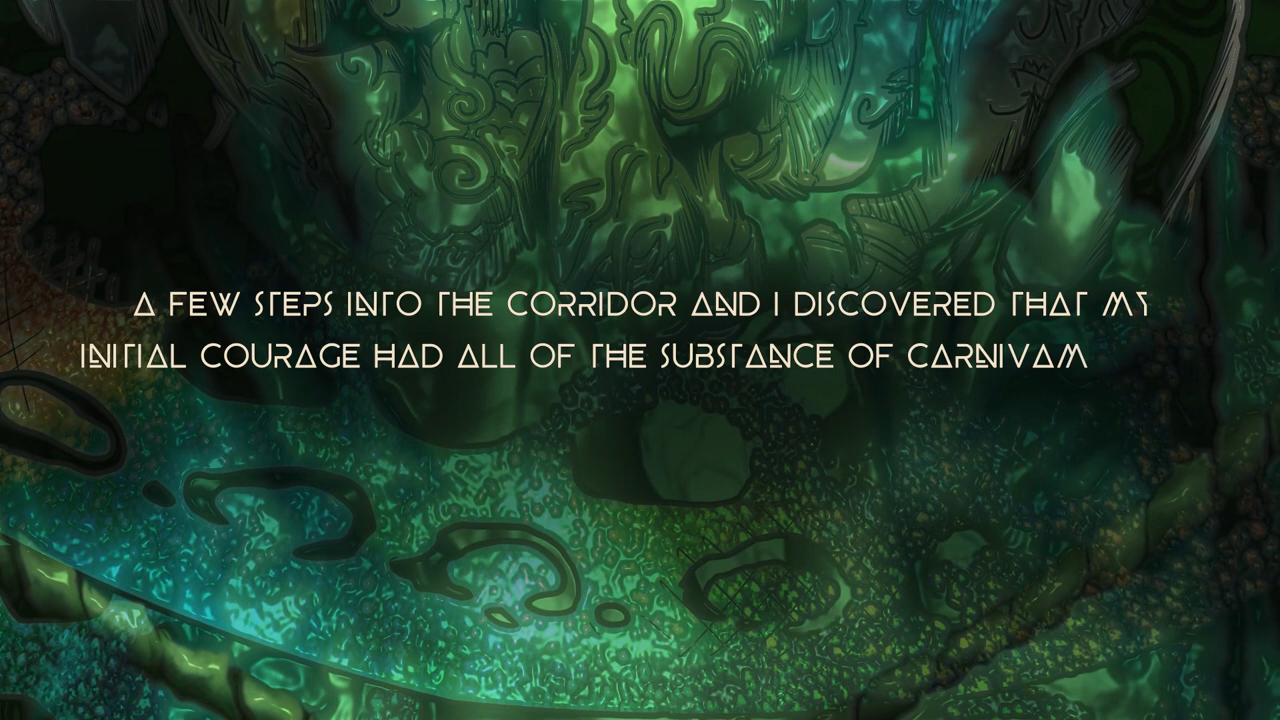 A FEW STEPS INTO THE CORRIDOR AND I DISCOVERED THAT MY
INITIAL COURAGE HAD ALL OF THE SUBSTANCE OF CARNIVAM